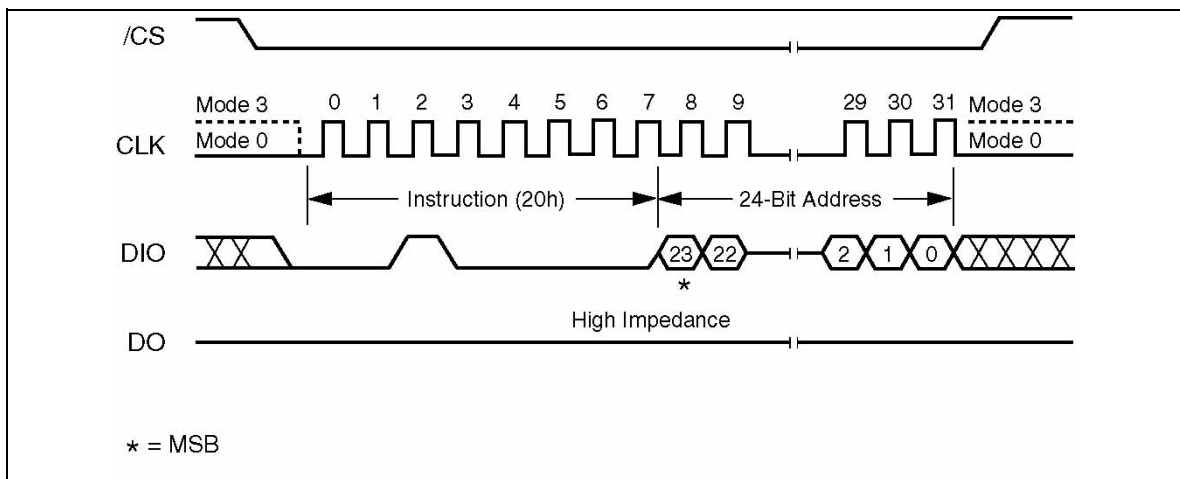 /CS
Mode 3 0 1 2 3 4 5 6 7 8 9 29 30 31 Mode 3
CLK Mode 0 Mode 0
Instruction (20h) 24-Bit Address
DIO 23 22 2 1 0
*
High Impedance
DO
* = MSB